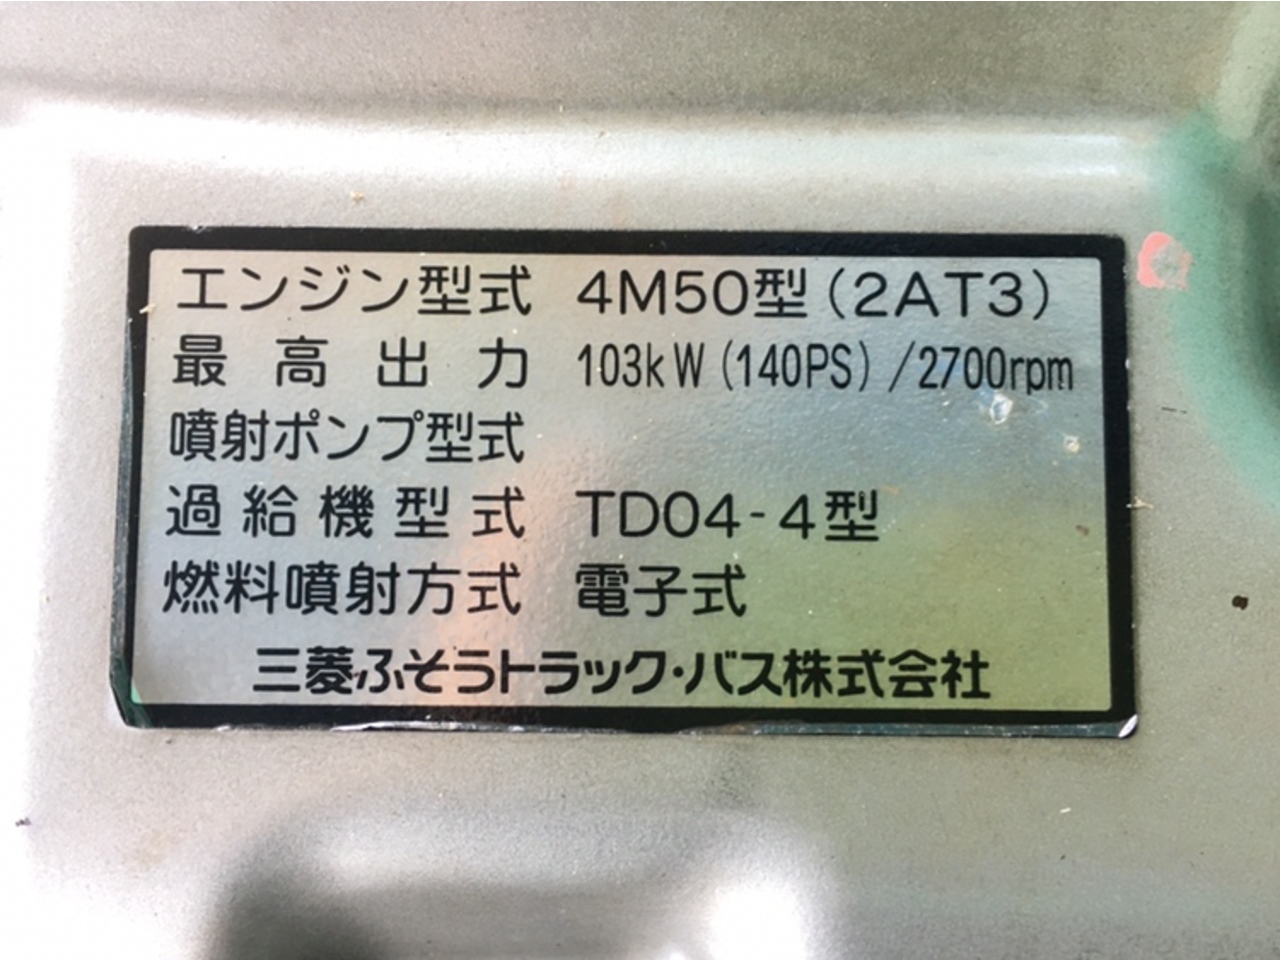 エンジン型式 4M50型(2AT3)
最高出力 103kW(140PS)/2700rpm
噴射ポンプ型式
過給機型式 TD04-4型
燃料噴射方式 電子式
三菱ふそうトラック・バス株式会社